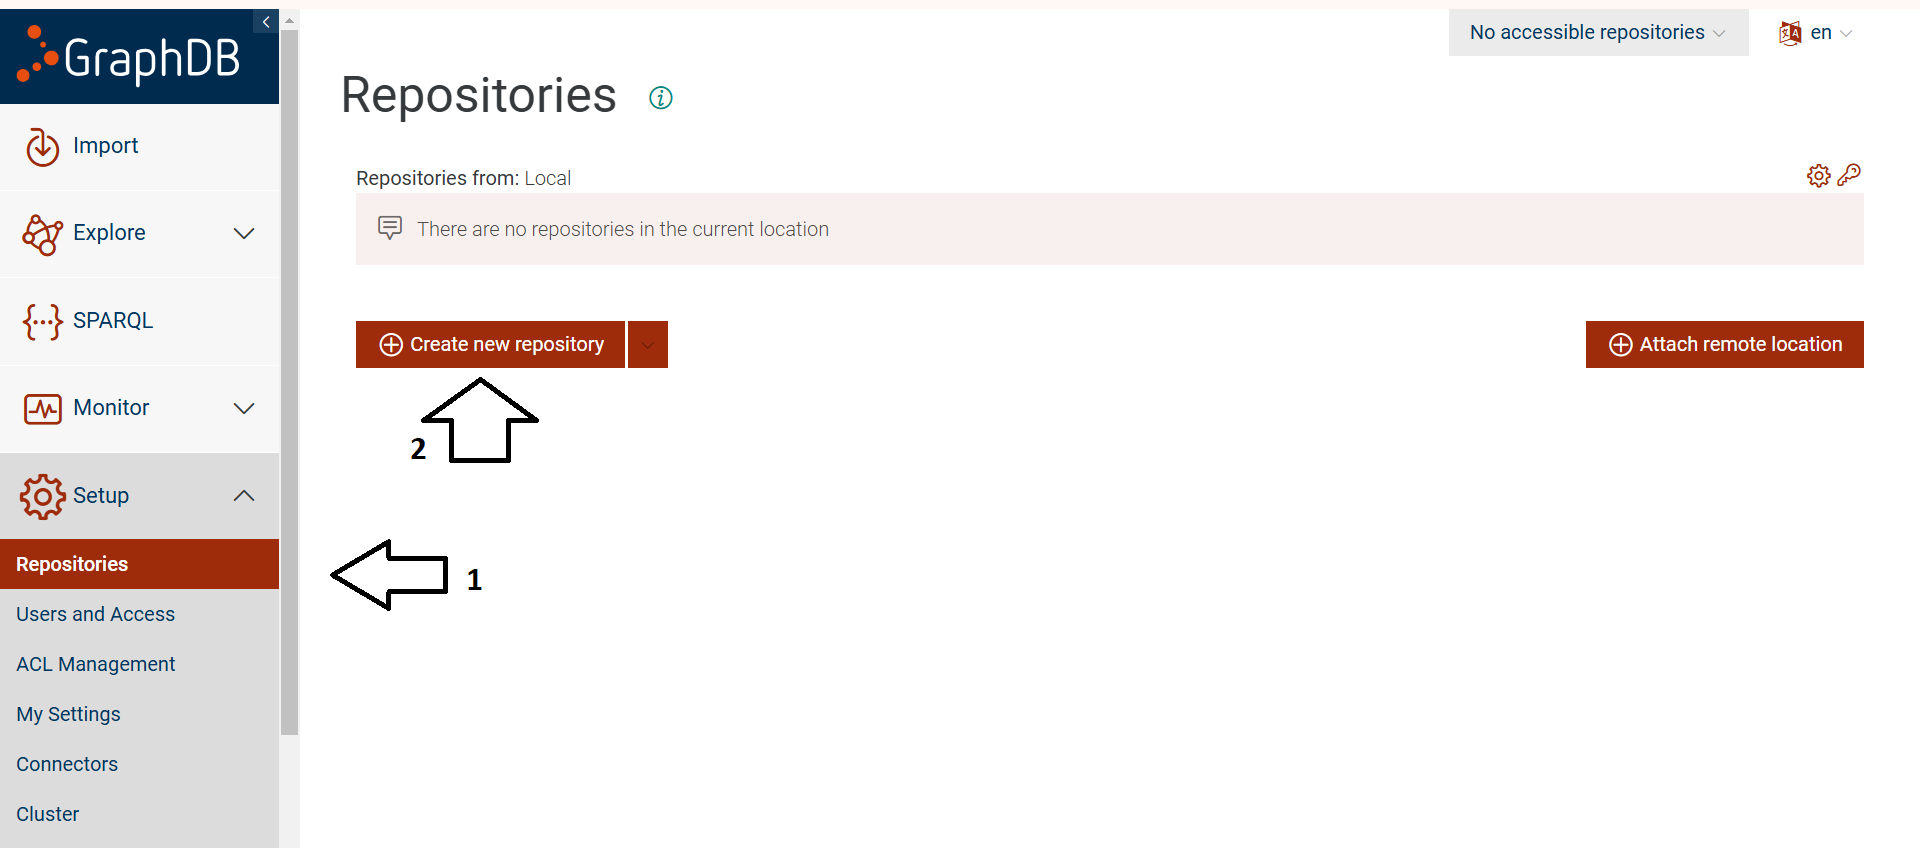 GraphDB
No accessible repositories
en
Repositories
Import
Repositories from: Local
Explore
There are no repositories in the current location
SPARQL
Create new repository
Attach remote location
Monitor
2
Setup
Repositories
1
Users and Access
ACL Management
My Settings
Connectors
Cluster